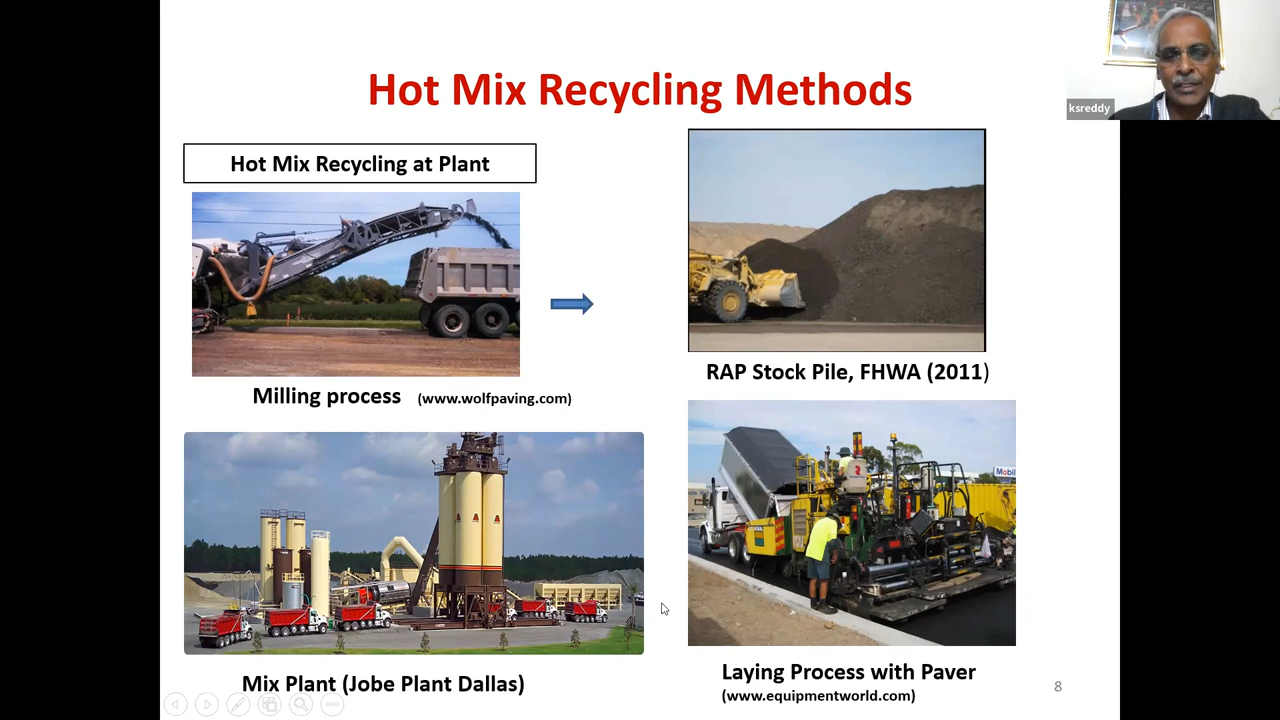 Hot Mix Recycling Methods
ksreddy
Hot Mix Recycling at Plant
Milling process (www.wolfpaving.com)
RAP Stock Pile, FHWA (2011)
Mobil
Mix Plant (Jobe Plant Dallas)
Laying Process with Paver
(www.equipmentworld.com)
8